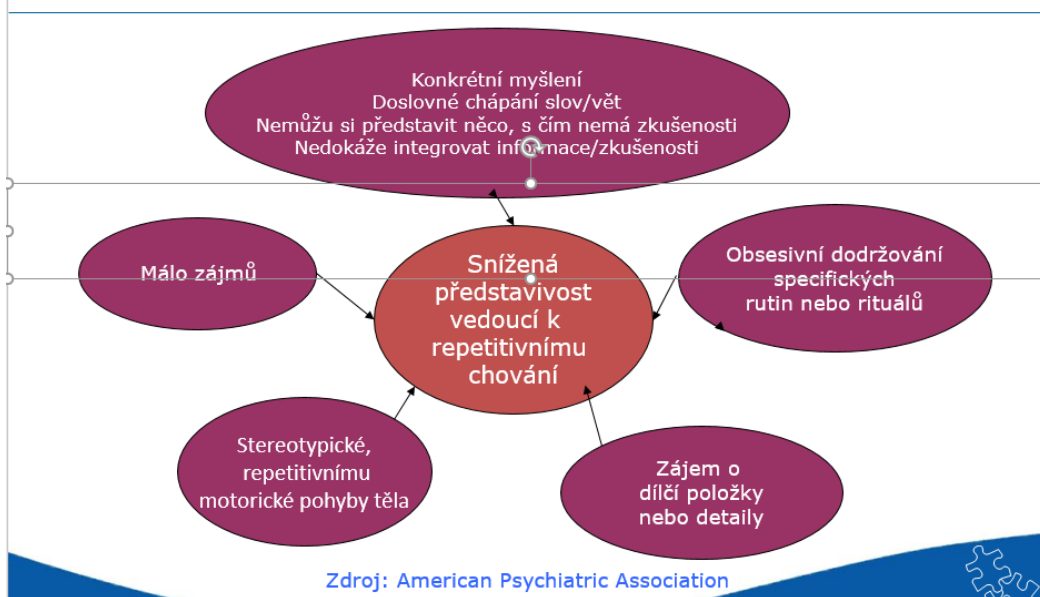 Konkrétní myšlení
Doslovné chápání slov/vět
Nemůžu si představit něco, s čím nemá zkušenosti
Nedokáže integrovat informace/zkušenosti
Málo zájmů
Snížená
představivost
vedoucí k
repetitivnímu
chování
Obsesivní dodržování
specifických
rutin nebo rituálů
Stereotypické,
repetitivnímu
motorické pohyby těla
Zájem o
dílčí položky
nebo detaily
Zdroj: American Psychiatric Association